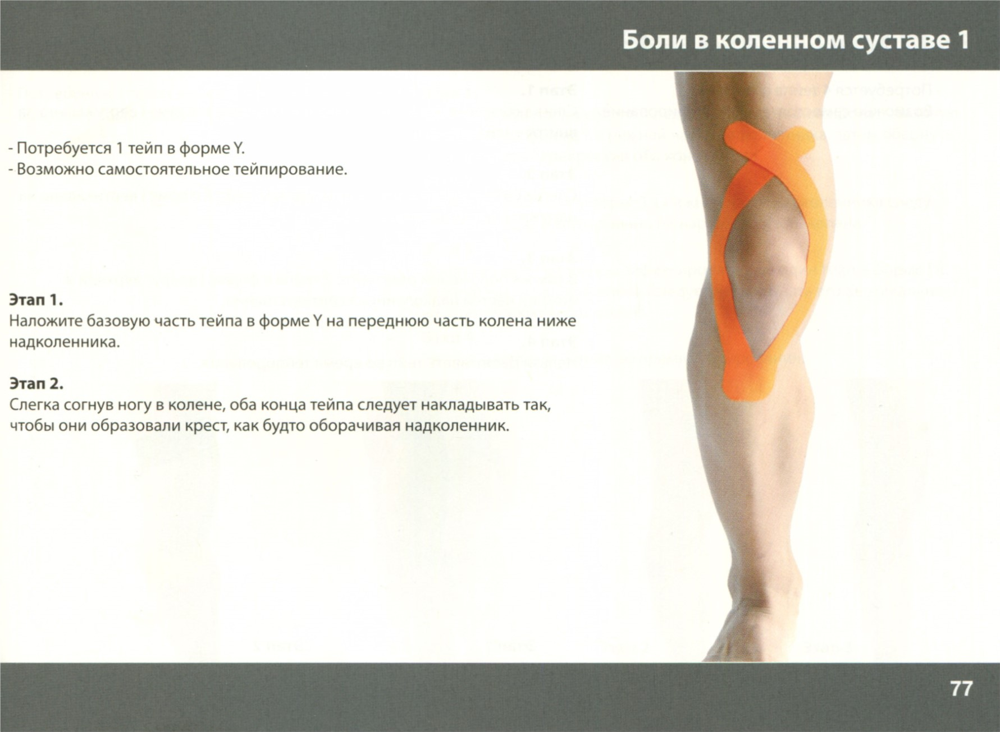 Боли в коленном суставе 1
- Потребуется 1 тейп в форме Y.
- Возможно самостоятельное тейпирование.
Этап 1.
Наложите базовую часть тейпа в форме Y на переднюю часть колена ниже
надколенника.
Этап 2.
Слегка согнув ногу в колене, оба конца тейпа следует накладывать так,
чтобы они образовали крест, как будто оборачивая надколенник.
77